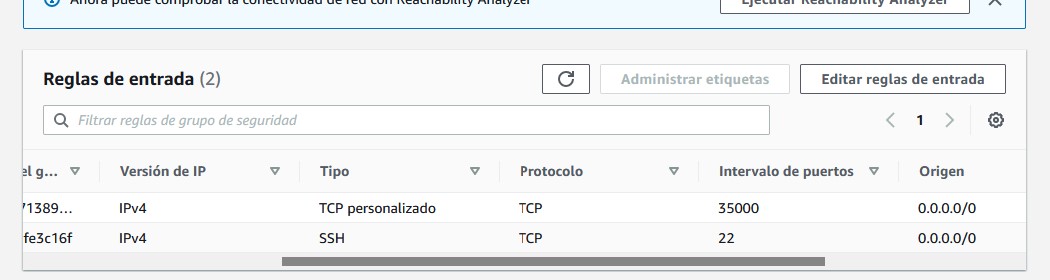 Ahora puede comprobar la conectividad de red con Reachability Analyzer
Ejecutar Reachability Analyzer
Reglas de entrada (2)
Administrar etiquetas
Editar reglas de entrada
Filtrar reglas de grupo de seguridad
1
el g... Versión de IP Tipo Protocolo Intervalo de puertos Origen
71389... IPv4 TCP personalizado TCP 35000 0.0.0.0/0
fe3c16f IPv4 SSH TCP 22 0.0.0.0/0